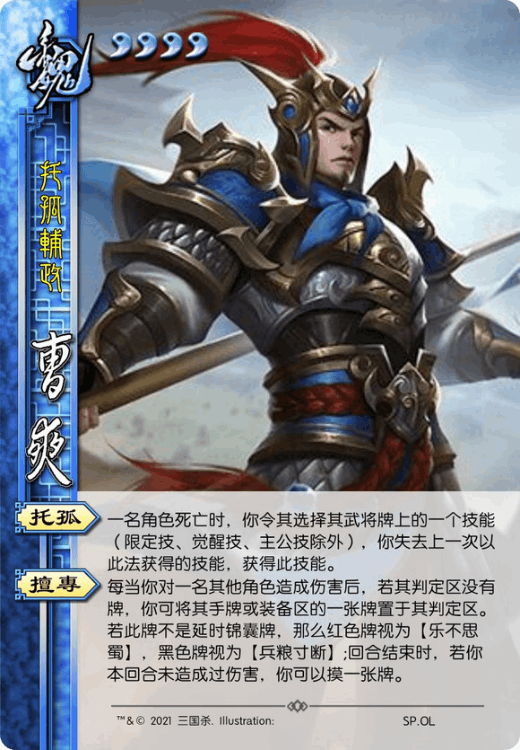 魏
托孤輔政
曹爽
托孤
一名角色死亡时，你令其选择其武将牌上的一个技能
（限定技、觉醒技、主公技除外），你失去上一次以
此法获得的技能，获得此技能。
擅專
每当你对一名其他角色造成伤害后，若其判定区没有
牌，你可将其手牌或装备区的一张牌置于其判定区。
若此牌不是延时锦囊牌，那么红色牌视为【乐不思
蜀】，黑色牌视为【兵粮寸断】;回合结束时，若你
本回合未造成过伤害，你可以摸一张牌。
™&© 2021 三国杀. Illustration:
SP.OL